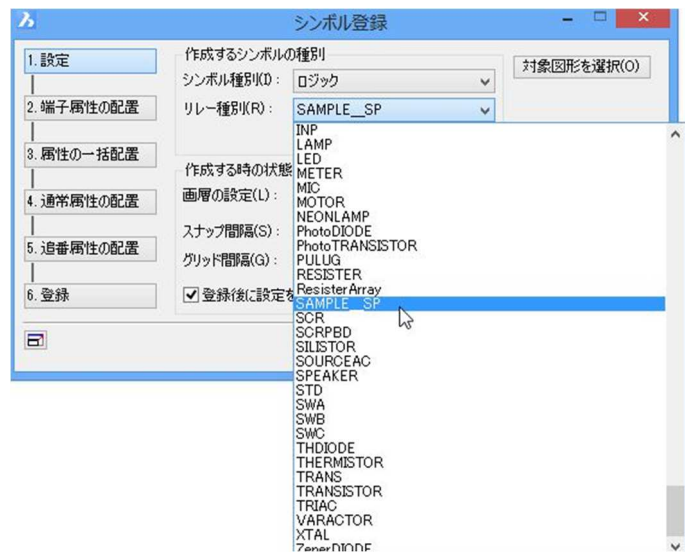 シンボル登録
1. 設定
2. 端子属性の配置
3. 属性の一括配置
4. 通常属性の配置
5. 追番属性の配置
6. 登録
作成するシンボルの種別
シンボル種別(I)： ロジック
リレー種別(R)： SAMPLE__SP
対象図形を選択(O)
作成する時の状態
画層の設定(L)：
スナップ間隔(S)：
グリッド間隔(G)：
登録後に設定を
INP
LAMP
LED
METER
MIC
MOTOR
NEONLAMP
PhotoDIODE
PhotoTRANSISTOR
PULUG
RESISTER
ResisterArray
SAMPLE__SP
SCR
SCRPBD
SILISTOR
SOURCEAC
SPEAKER
STD
SWA
SWB
SWC
THDIODE
THERMISTOR
TRANS
TRANSISTOR
TRIAC
VARACTOR
XTAL
ZenerDIODE